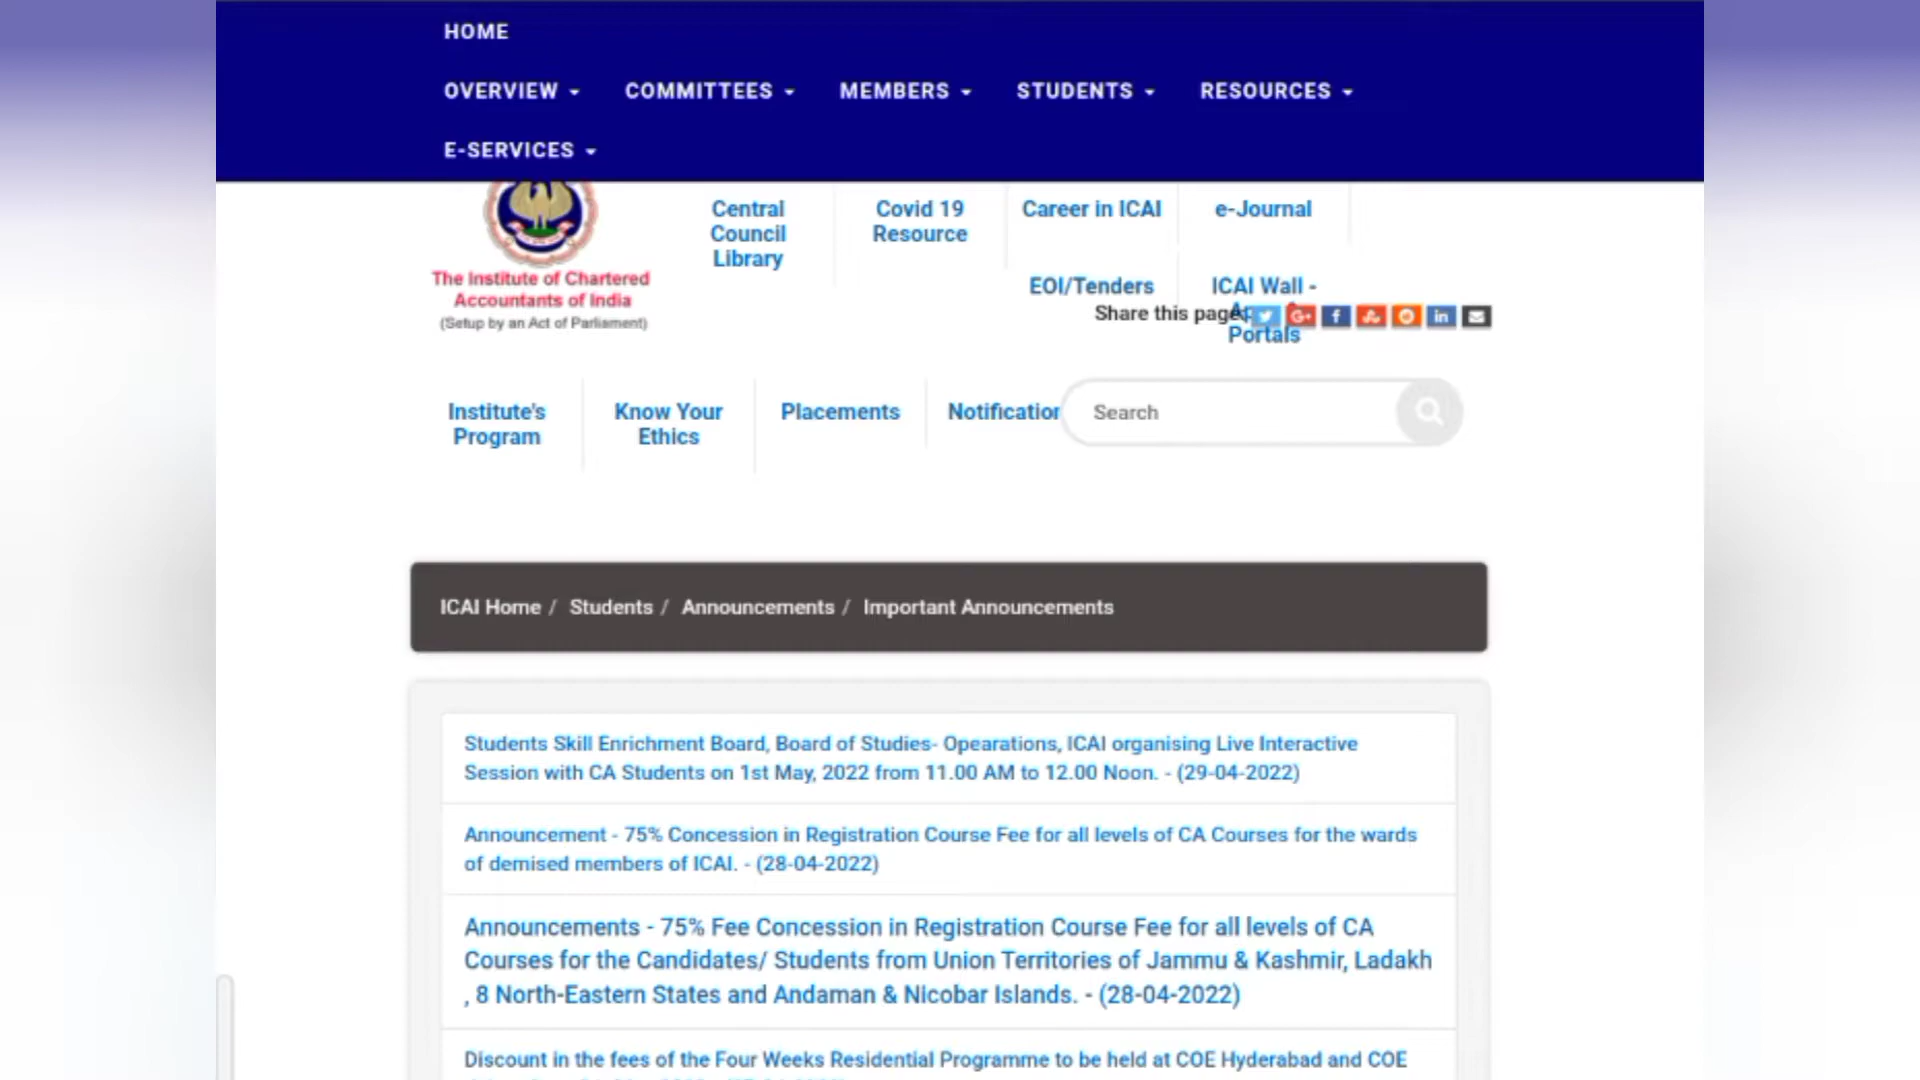 HOME
OVERVIEW COMMITTEES MEMBERS STUDENTS RESOURCES
E-SERVICES
The Institute of Chartered
Accountants of India
(Setup by an Act of Parliament)
Central
Council
Library
Covid 19
Resource
Career in ICAI
e-Journal
EOI/Tenders
ICAI Wall -
Portals
Share this page
Institute's
Program
Know Your
Ethics
Placements
Notification
Search
ICAI Home / Students / Announcements / Important Announcements
Students Skill Enrichment Board, Board of Studies- Opearations, ICAI organising Live Interactive
Session with CA Students on 1st May, 2022 from 11.00 AM to 12.00 Noon. - (29-04-2022)
Announcement - 75% Concession in Registration Course Fee for all levels of CA Courses for the wards
of demised members of ICAI. - (28-04-2022)
Announcements - 75% Fee Concession in Registration Course Fee for all levels of CA
Courses for the Candidates/ Students from Union Territories of Jammu & Kashmir, Ladakh
, 8 North-Eastern States and Andaman & Nicobar Islands. - (28-04-2022)
Discount in the fees of the Four Weeks Residential Programme to be held at COE Hyderabad and COE